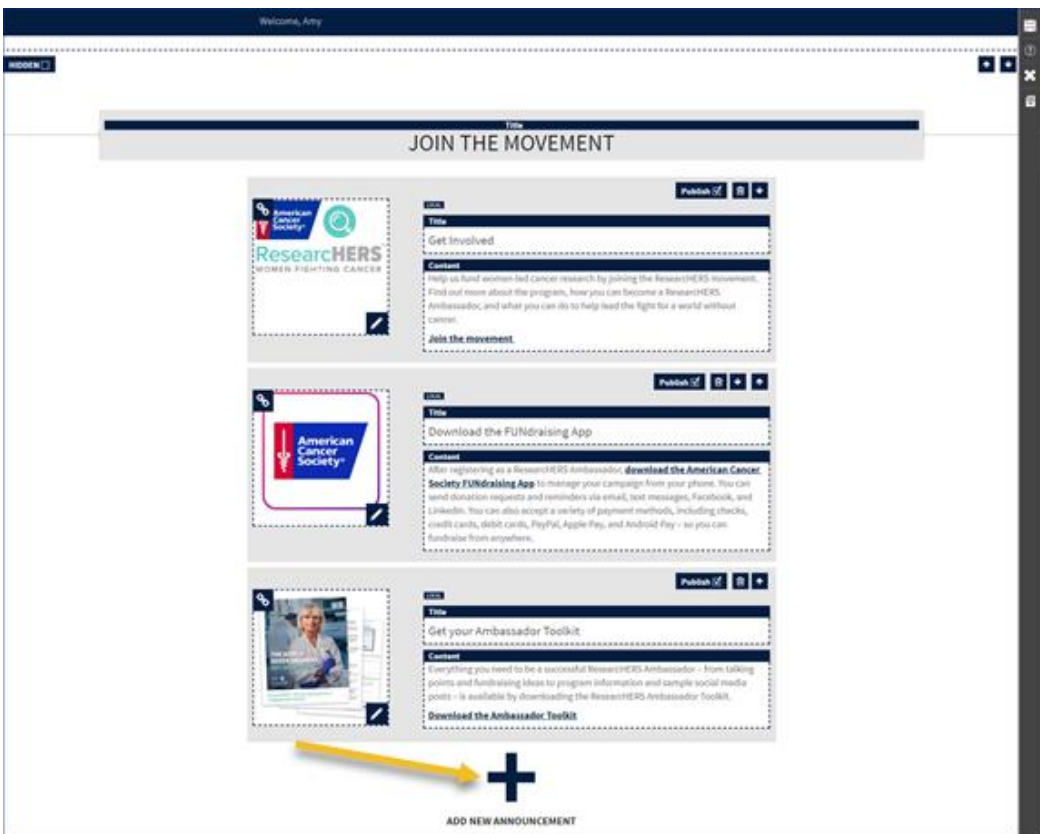 Welcome, Amy
HIDDEN
Title
JOIN THE MOVEMENT
Publish
American
Cancer
Society
ResearcHERS
WOMEN FIGHTING CANCER
LOCAL
Title
Get Involved
Content
Help us fund women-led cancer research by joining the ResearcHERS movement.
Find out more about the program, how you can become a ResearcHERS
Ambassador, and what you can do to help lead the fight for a world without
cancer.
Join the movement
Publish
American
Cancer
Society
LOCAL
Title
Download the FUNdraising App
Content
After registering as a ResearcHERS Ambassador, download the American Cancer
Society FUNdraising App to manage your campaign from your phone. You can
send donation requests and reminders via email, text messages, Facebook, and
LinkedIn. You can also accept a variety of payment methods, including checks,
credit cards, debit cards, PayPal, Apple Pay, and Android Pay – so you can
fundraise from anywhere.
Publish
LOCAL
Title
Get your Ambassador Toolkit
Content
Everything you need to be a successful ResearcHERS Ambassador – from talking
points and fundraising ideas to program information and sample social media
posts – is available by downloading the ResearcHERS Ambassador Toolkit.
Download the Ambassador Toolkit
ADD NEW ANNOUNCEMENT